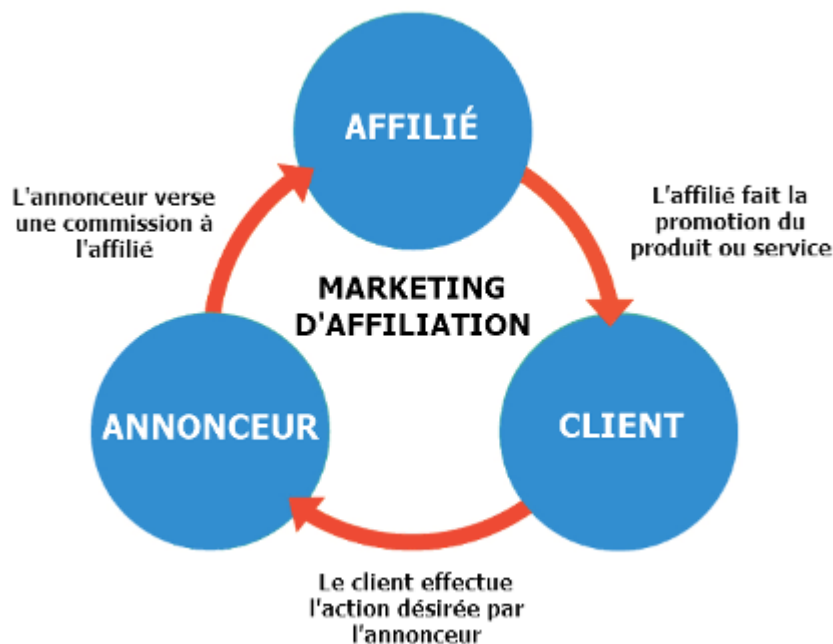 AFFILIÉ
L'annonceur verse
une commission à
l'affilié
L'affilié fait la
promotion du
produit ou service
MARKETING
D'AFFILIATION
ANNONCEUR
CLIENT
Le client effectue
l'action désirée par
l'annonceur